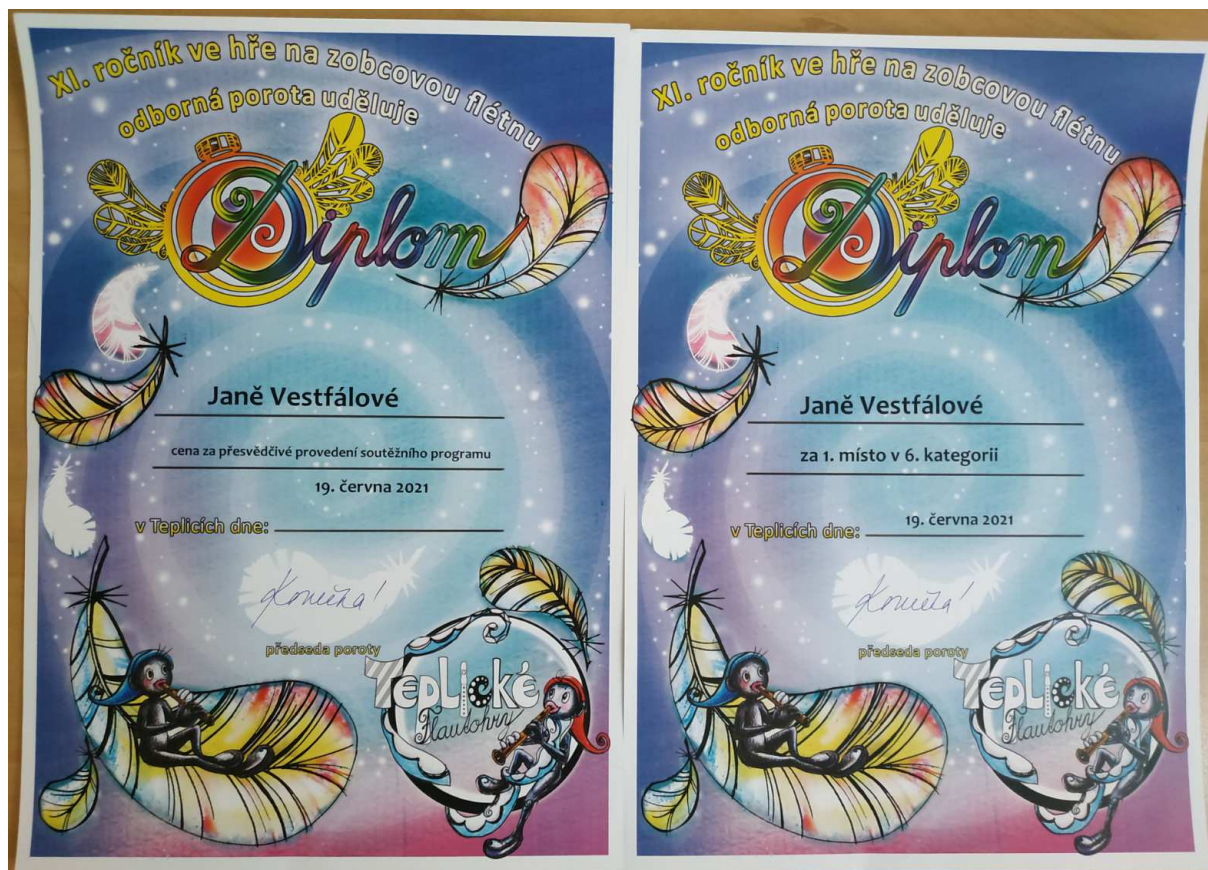 XI. ročník ve hře na zobcovou flétnu
odborná porota uděluje
Diplom
Janě Vestfálové
cena za přesvědčivé provedení soutěžního programu
19. června 2021
v Teplicích dne:
předseda poroty
TEPLICKÉ
flautohry
XI. ročník ve hře na zobcovou flétnu
odborná porota uděluje
Diplom
Janě Vestfálové
za 1. místo v 6. kategorii
19. června 2021
v Teplicích dne:
předseda poroty
TEPLICKÉ
flautohry